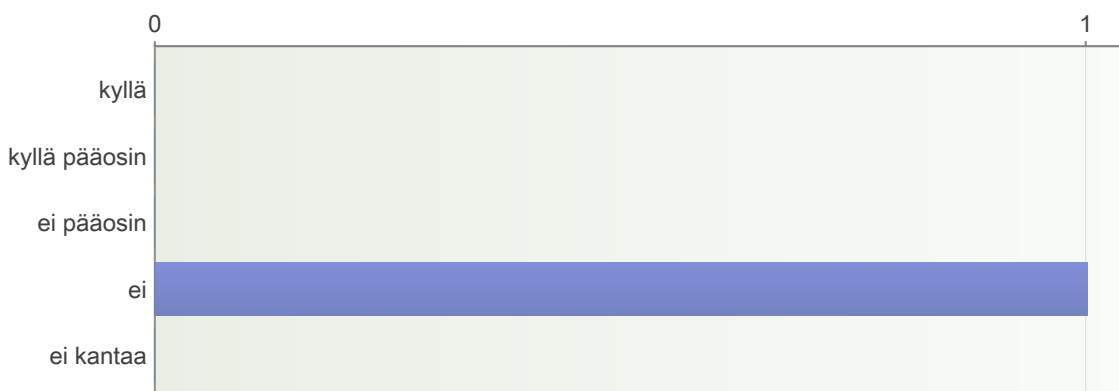 0 1
kyllä
kyllä pääosin
ei pääosin
ei
ei kantaa